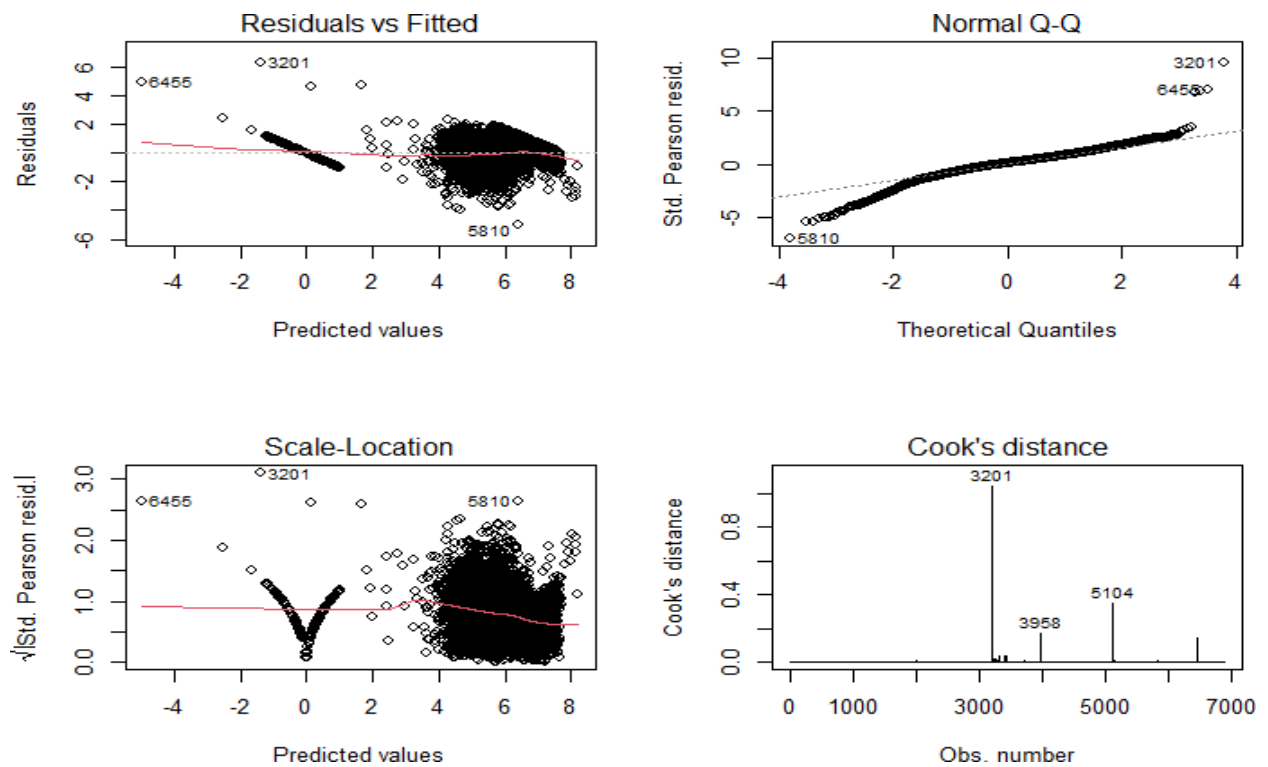 Residuals vs Fitted
Residuals
6
4
2
-2
-6
6455
3201
5810
-4 -2 0 2 4 6 8
Predicted values
Normal Q-Q
Std. Pearson resid.
10
5
0
-5
3201
6455
5810
-4 -2 0 2 4
Theoretical Quantiles
Scale-Location
√|Std. Pearson resid.|
3.0
2.0
1.0
0.0
6455
3201
5810
-4 -2 0 2 4 6 8
Predicted values
Cook's distance
Cook's distance
0.8
0.4
0.0
3201
3958
5104
0 1000 3000 5000 7000
Obs. number